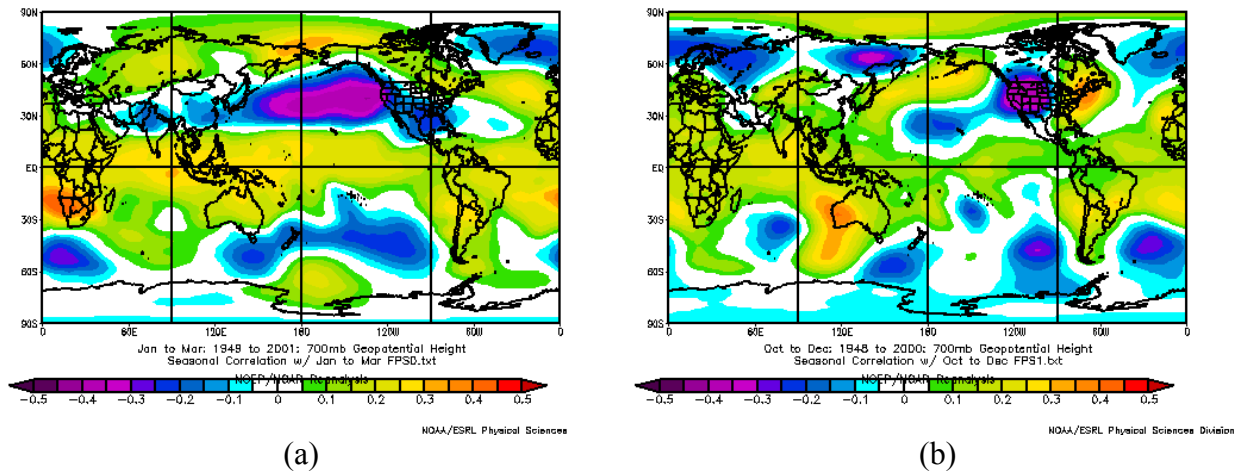 90N
60N
30N
EQ
30S
60S
90S
0 60E 120E 180 120W 60W 0
Jan to Mar: 1949 to 2001: 700mb Geopotential Height
Seasonal Correlation w/ Jan to Mar FPS0.txt
NCEP/NCAR Reanalysis
-0.5 -0.4 -0.3 -0.2 -0.1 0 0.1 0.2 0.3 0.4 0.5
NOAA/ESRL Physical Sciences
(a)
90N
60N
30N
EQ
30S
60S
90S
0 60E 120E 180 120W 60W 0
Oct to Dec: 1948 to 2000: 700mb Geopotential Height
Seasonal Correlation w/ Oct to Dec FPS1.txt
NCEP/NCAR Reanalysis
-0.5 -0.4 -0.3 -0.2 -0.1 0 0.1 0.2 0.3 0.4 0.5
NOAA/ESRL Physical Sciences Division
(b)